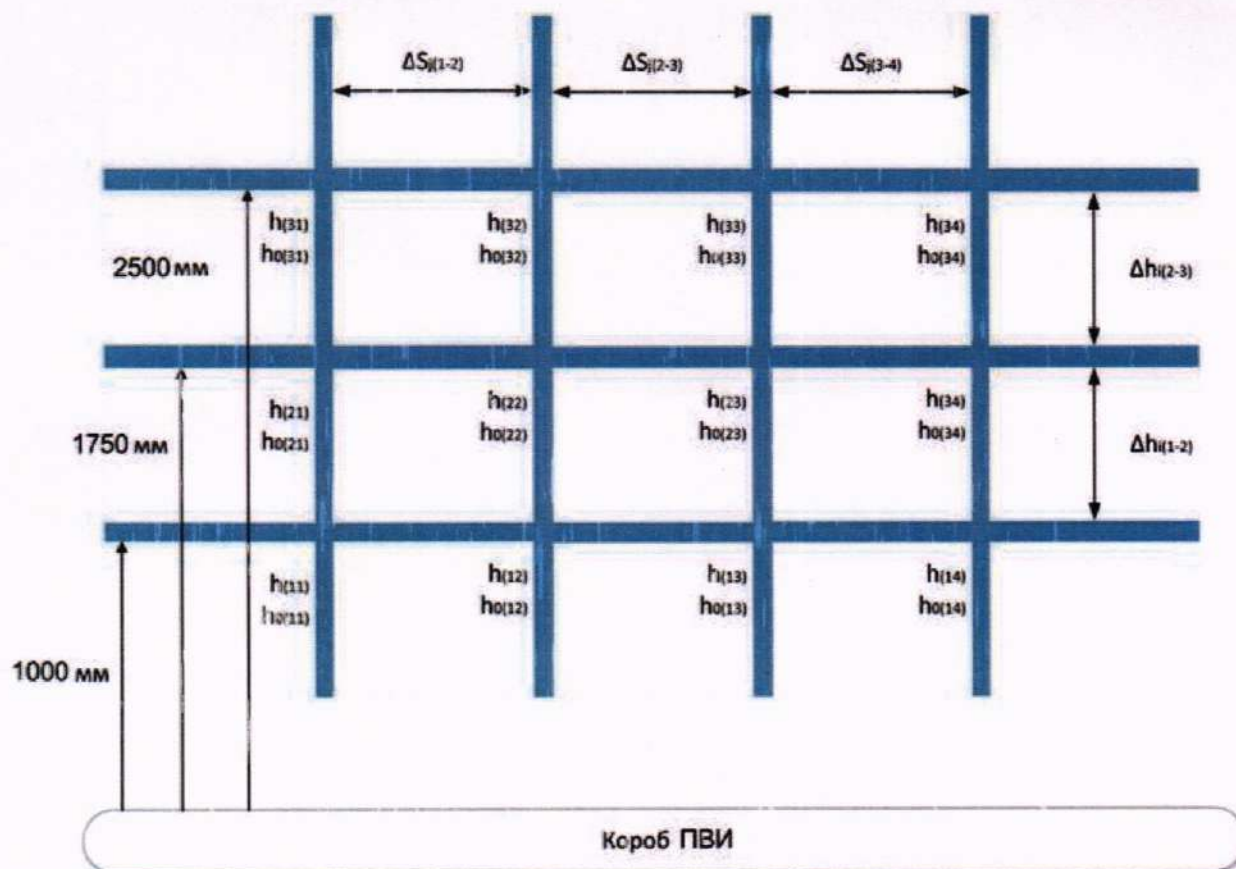 ΔSj(1-2) ΔSj(2-3) ΔSj(3-4)
h(31) h(32) h(33) h(34)
h0(31) h0(32) h0(33) h0(34)
2500 мм
Δhi(2-3)
h(21) h(22) h(23) h(34)
h0(21) h0(22) h0(23) h0(34)
1750 мм
Δhi(1-2)
h(11) h(12) h(13) h(14)
h0(11) h0(12) h0(13) h0(14)
1000 мм
Короб ПВИ